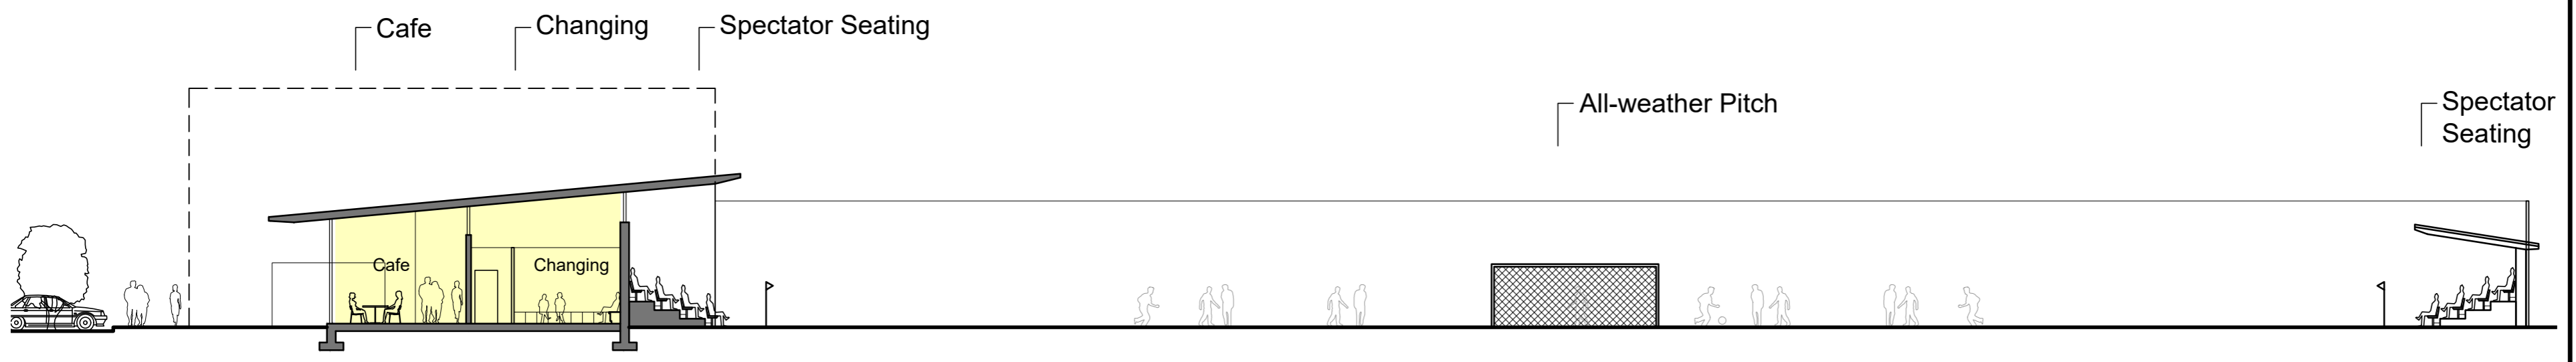 Cafe
Changing
Spectator Seating
All-weather Pitch
Spectator
Seating
Cafe
Changing